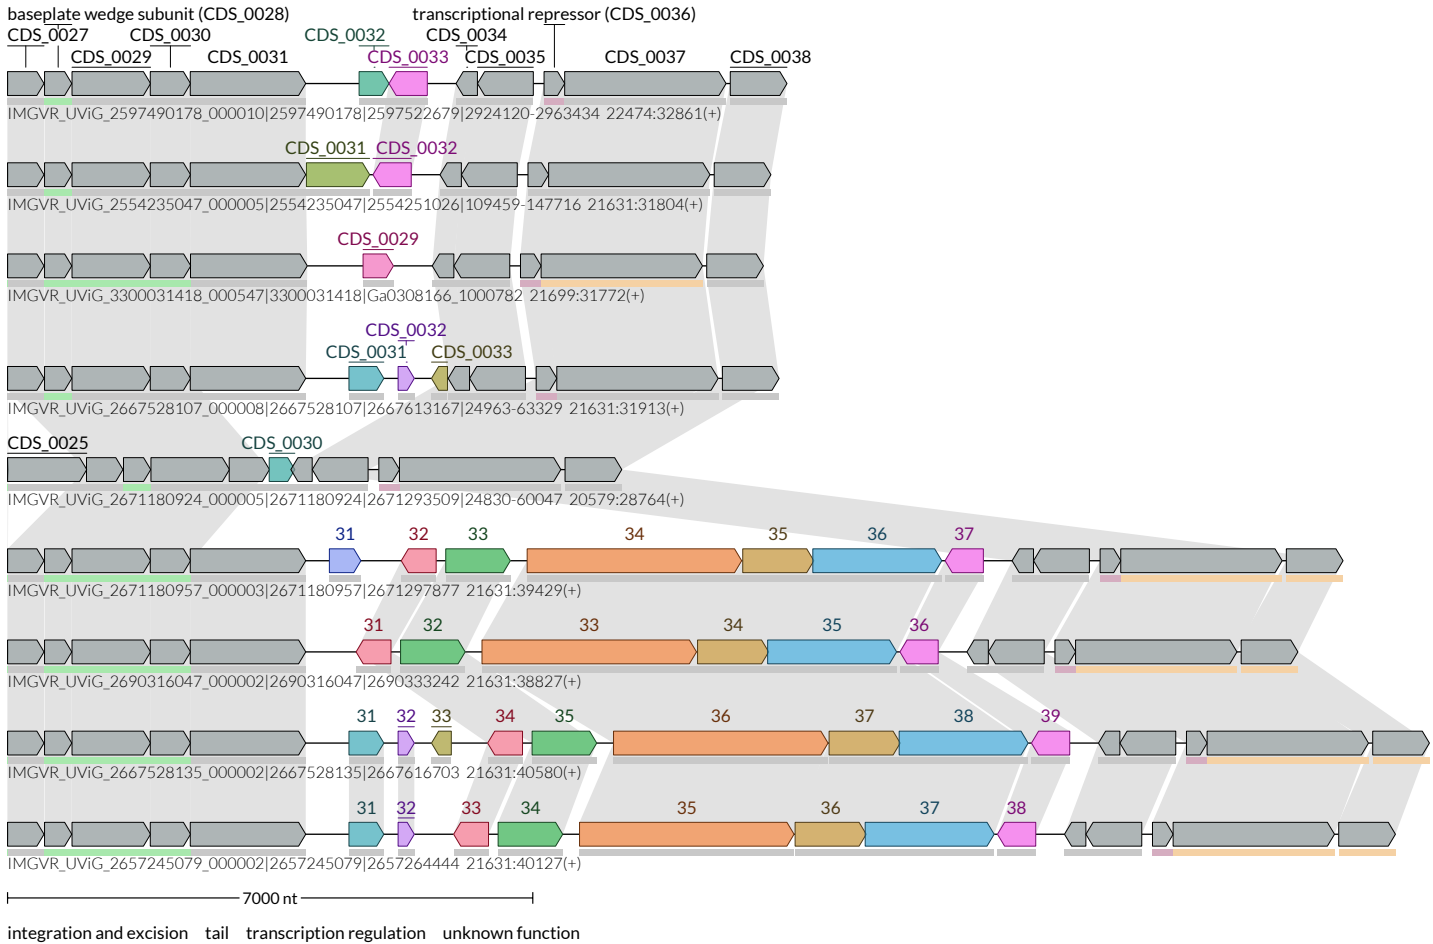 baseplate wedge subunit (CDS_0028) transcriptional repressor (CDS_0036)
CDS_0027 CDS_0030 CDS_0032 CDS_0034
CDS_0029 CDS_0031 CDS_0033 CDS_0035 CDS_0037 CDS_0038
IMGVR_UViG_2597490178_000010|2597490178|2597522679|2924120-2963434 22474:32861(+)
CDS_0031 CDS_0032
IMGVR_UViG_2554235047_000005|2554235047|2554251026|109459-147716 21631:31804(+)
CDS_0029
IMGVR_UViG_3300031418_000547|3300031418|Ga0308166_1000782 21699:31772(+)
CDS_0032
CDS_0031 CDS_0033
IMGVR_UViG_2667528107_000008|2667528107|2667613167|24963-63329 21631:31913(+)
CDS_0025 CDS_0030
IMGVR_UViG_2671180924_000005|2671180924|2671293509|24830-60047 20579:28764(+)
31 32 33 34 35 36 37
IMGVR_UViG_2671180957_000003|2671180957|2671297877 21631:39429(+)
31 32 33 34 35 36
IMGVR_UViG_2690316047_000002|2690316047|2690333242 21631:38827(+)
31 32 33 34 35 36 37 38 39
IMGVR_UViG_2667528135_000002|2667528135|2667616703 21631:40580(+)
31 32 33 34 35 36 37 38
IMGVR_UViG_2657245079_000002|2657245079|2657264444 21631:40127(+)
7000 nt
integration and excision tail transcription regulation unknown function